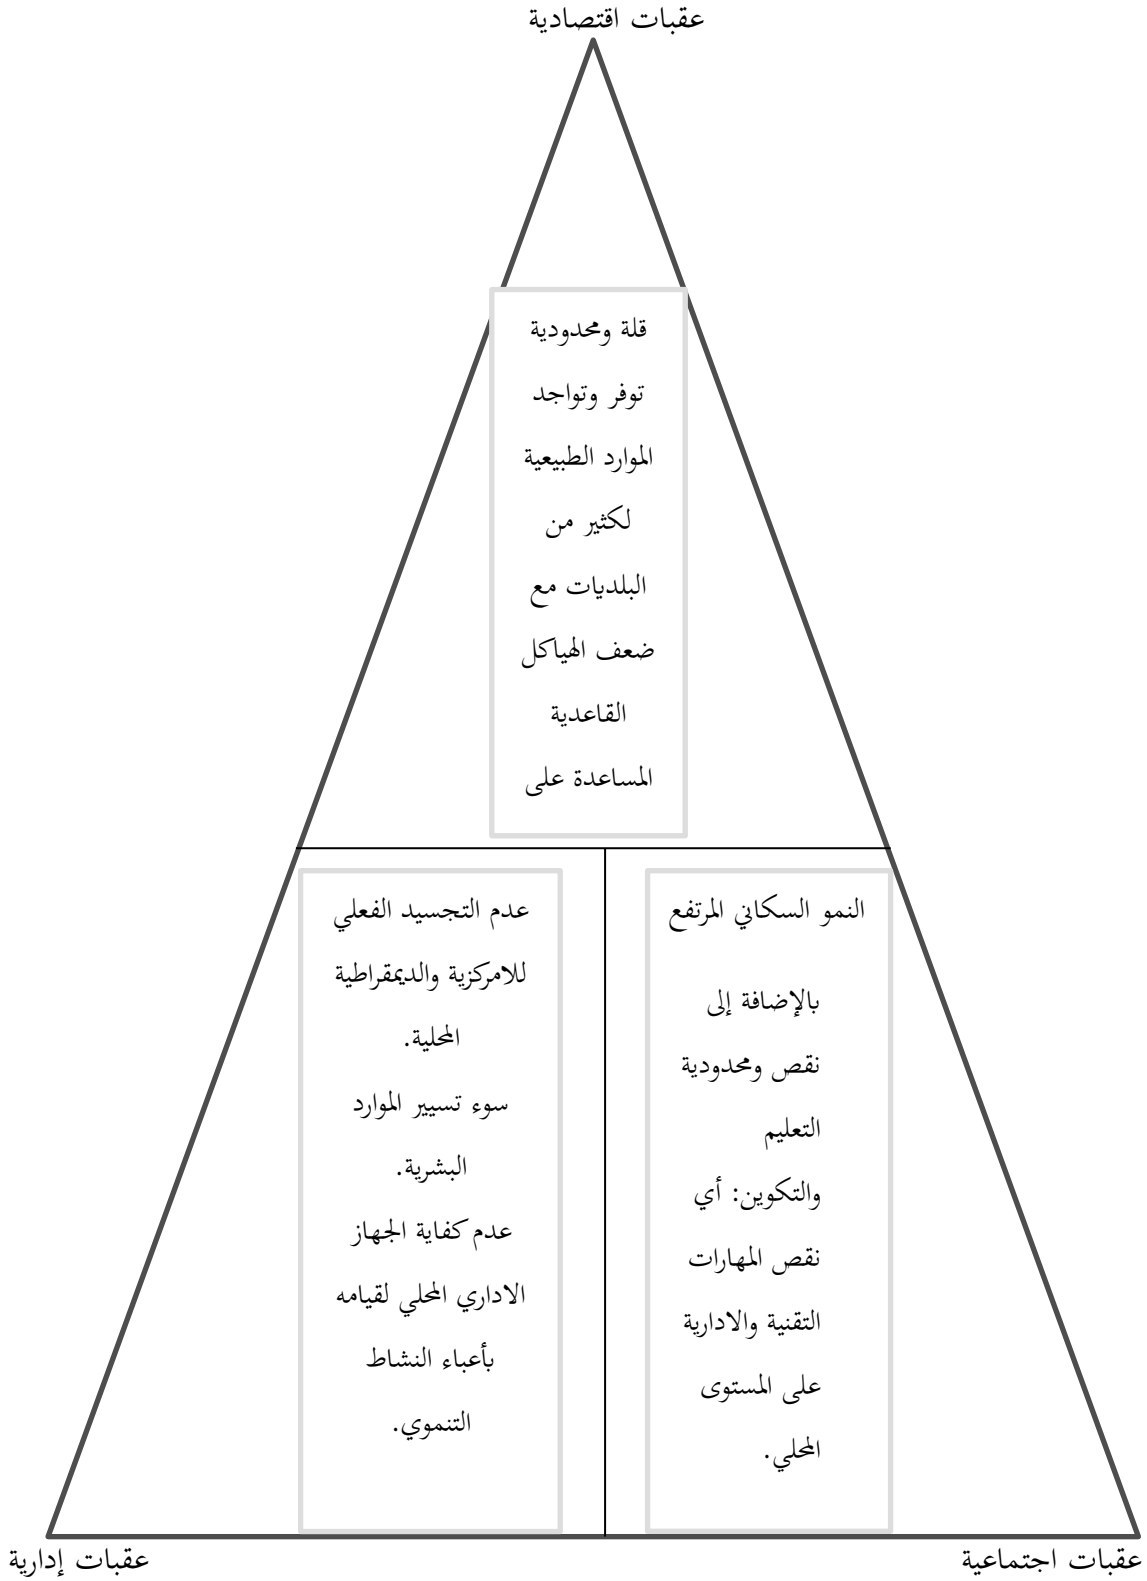 عقبات اقتصادية
قلة ومحدودية
توفر وتواجد
الموارد الطبيعية
لكثير من
البلديات مع
ضعف الهياكل
القاعدية
المساعدة على
النمو السكاني المرتفع
بالإضافة إلى
نقص ومحدودية
التعليم
والتكوين: أي
نقص المهارات
التقنية والادارية
على المستوى
المحلي.
عدم التجسيد الفعلي
للامركزية والديمقراطية
المحلية.
سوء تسيير الموارد
البشرية.
عدم كفاية الجهاز
الاداري المحلي لقيامه
بأعباء النشاط
التنموي.
عقبات اجتماعية
عقبات إدارية